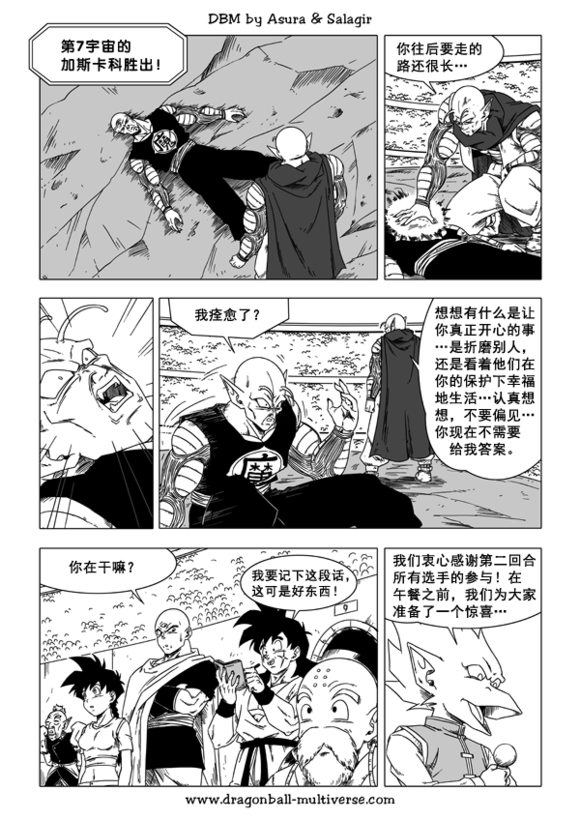 DBM by Asura & Salagir
第7宇宙的
加斯卡科胜出！
你往后要走的
路还很长…
魔
我痊愈了？
想想有什么是让
你真正开心的事
…是折磨别人，
还是看着他们在
你的保护下幸福
地生活…认真想
想，不要偏见…
你现在不需要
给我答案。
魔
你在干嘛？
我要记下这段话，
这可是好东西！
9
我们衷心感谢第二回合
所有选手的参与！在
午餐之前，我们为大家
准备了一个惊喜…
www.dragonball-multiverse.com